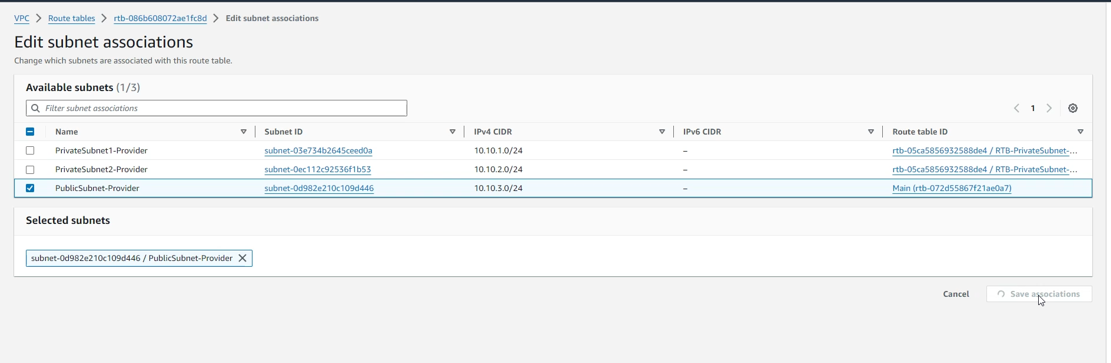 VPC > Route tables > rtb-086b608072ae1fc8d > Edit subnet associations
Edit subnet associations
Change which subnets are associated with this route table.
Available subnets (1/3)
Filter subnet associations
1
Name Subnet ID IPv4 CIDR IPv6 CIDR Route table ID
PrivateSubnet1-Provider subnet-03e734b2645ceed0a 10.10.1.0/24 – rtb-05ca5856932588de4 / RTB-PrivateSubnet-...
PrivateSubnet2-Provider subnet-0ec112c92536f1b53 10.10.2.0/24 – rtb-05ca5856932588de4 / RTB-PrivateSubnet-...
PublicSubnet-Provider subnet-0d982e210c109d446 10.10.3.0/24 – Main (rtb-072d55867f21ae0a7)
Selected subnets
subnet-0d982e210c109d446 / PublicSubnet-Provider
Cancel Save associations